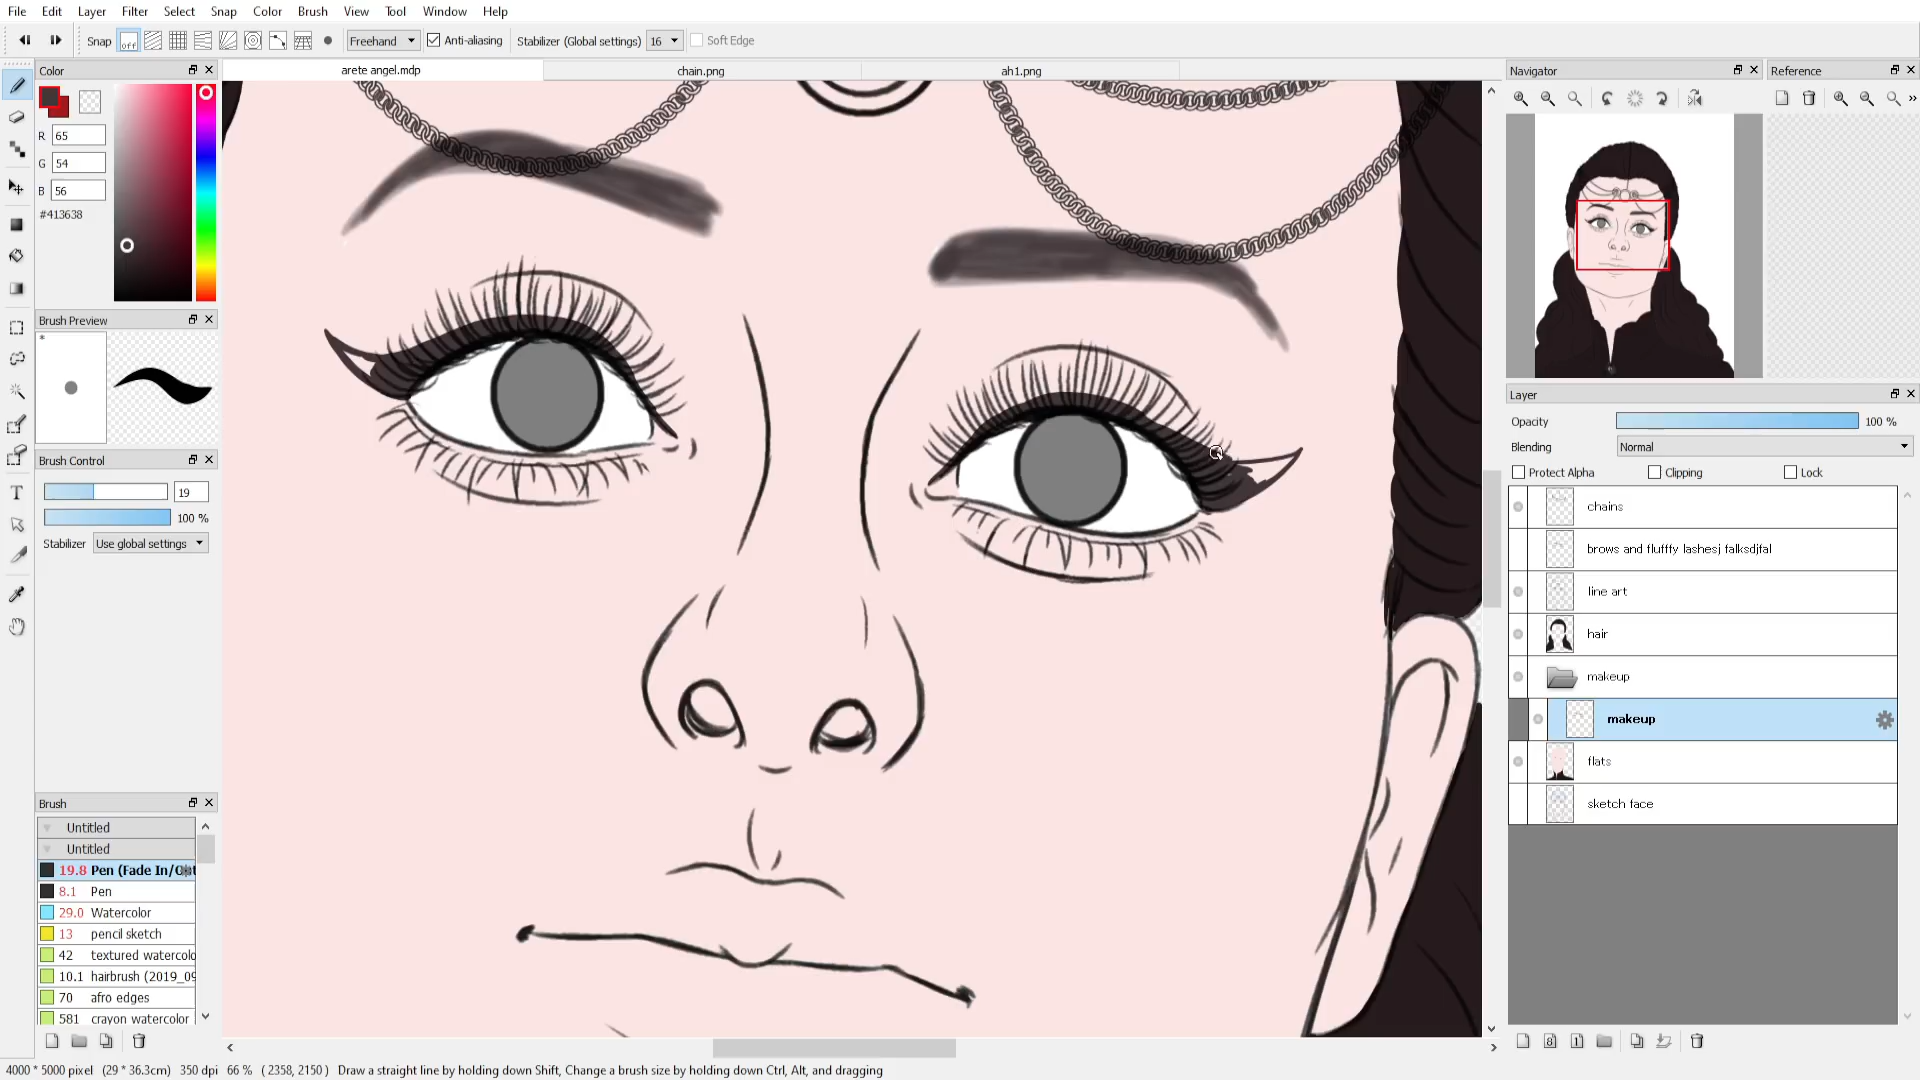 File Edit Layer Filter Select Snap Color Brush View Tool Window Help
Snap off Freehand Anti-aliasing Stabilizer (Global settings) 16 Soft Edge
Color
arete angel.mdp chain.png ah1.png
Navigator Reference
R 65
G 54
B 56
#413638
Brush Preview
*
Brush Control
19
100 %
Stabilizer Use global settings
Layer
Opacity 100 %
Blending Normal
Protect Alpha Clipping Lock
chains
brows and flufffy lashesj falksdjfal
line art
hair
makeup
makeup
flats
sketch face
Brush
Untitled
Untitled
19.8 Pen (Fade In/Out
8.1 Pen
29.0 Watercolor
13 pencil sketch
42 textured watercolo
10.1 hairbrush (2019_09
70 afro edges
581 crayon watercolor
4000 * 5000 pixel (29 * 36.3cm) 350 dpi 66 % ( 2358, 2150 ) Draw a straight line by holding down Shift, Change a brush size by holding down Ctrl, Alt, and dragging